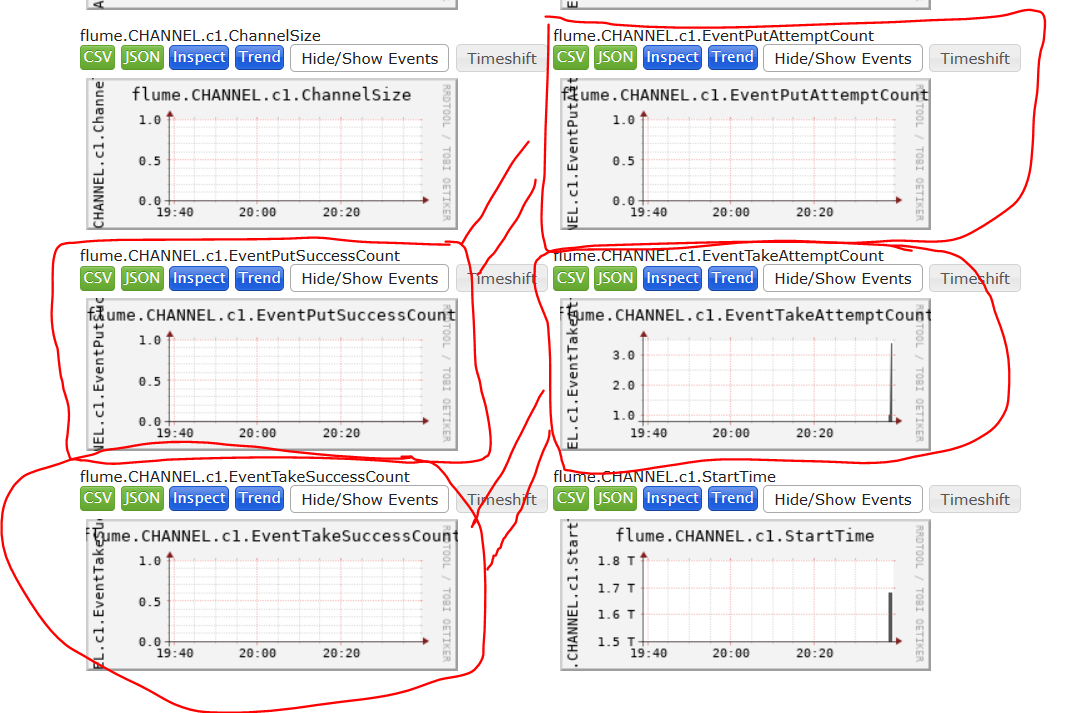 flume.CHANNEL.c1.ChannelSize
CSV JSON Inspect Trend Hide/Show Events Timeshift
CHANNEL.c1.Channe
flume.CHANNEL.c1.ChannelSize
RRDTOOL / TOBI OETIKER
1.0
0.5
0.0
19:40 20:00 20:20
flume.CHANNEL.c1.EventPutAttemptCount
CSV JSON Inspect Trend Hide/Show Events Timeshift
NEL.c1.EventPutAt
flume.CHANNEL.c1.EventPutAttemptCount
RRDTOOL / TOBI OETIKER
1.0
0.5
0.0
19:40 20:00 20:20
flume.CHANNEL.c1.EventPutSuccessCount
CSV JSON Inspect Trend Hide/Show Events Timeshift
NEL.c1.EventPutSu
flume.CHANNEL.c1.EventPutSuccessCount
RRDTOOL / TOBI OETIKER
1.0
0.5
0.0
19:40 20:00 20:20
flume.CHANNEL.c1.EventTakeAttemptCount
CSV JSON Inspect Trend Hide/Show Events Timeshift
EL.c1.EventTakeAt
flume.CHANNEL.c1.EventTakeAttemptCount
RRDTOOL / TOBI OETIKER
3.0
2.0
1.0
19:40 20:00 20:20
flume.CHANNEL.c1.EventTakeSuccessCount
CSV JSON Inspect Trend Hide/Show Events Timeshift
EL.c1.EventTakeSu
flume.CHANNEL.c1.EventTakeSuccessCount
RRDTOOL / TOBI OETIKER
1.0
0.5
0.0
19:40 20:00 20:20
flume.CHANNEL.c1.StartTime
CSV JSON Inspect Trend Hide/Show Events Timeshift
.CHANNEL.c1.Start
flume.CHANNEL.c1.StartTime
RRDTOOL / TOBI OETIKER
1.8 T
1.7 T
1.6 T
1.5 T
19:40 20:00 20:20